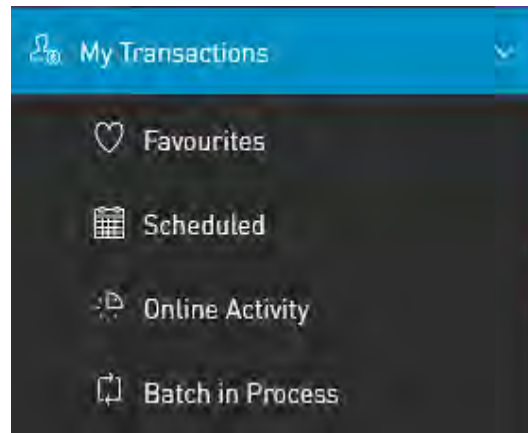 My Transactions
Favourites
Scheduled
Online Activity
Batch in Process